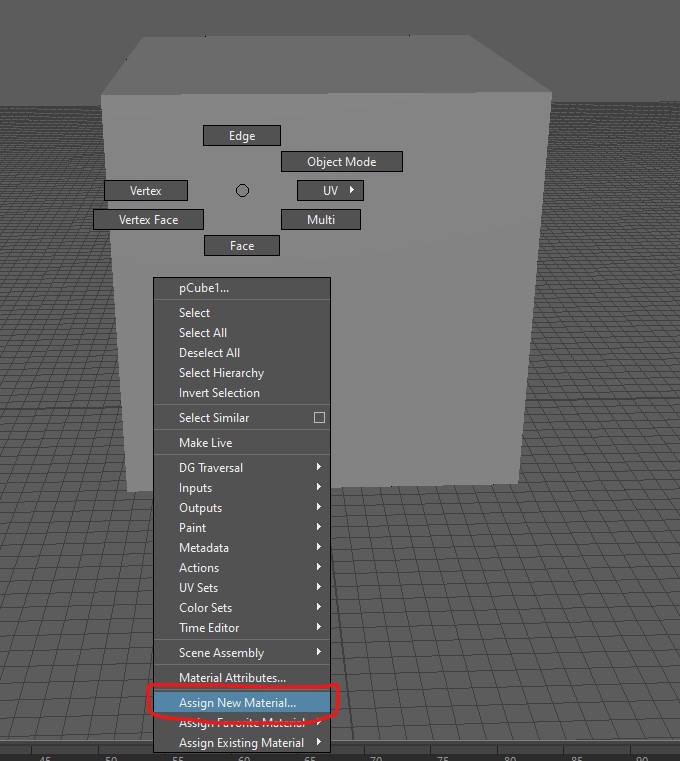 Edge
Object Mode
Vertex
UV
Vertex Face
Multi
Face
pCube1...
Select
Select All
Deselect All
Select Hierarchy
Invert Selection
Select Similar
Make Live
DG Traversal
Inputs
Outputs
Paint
Metadata
Actions
UV Sets
Color Sets
Time Editor
Scene Assembly
Material Attributes...
Assign New Material...
Assign Favorite Material
Assign Existing Material
45 50 55 60 65 70 75 80 85 90